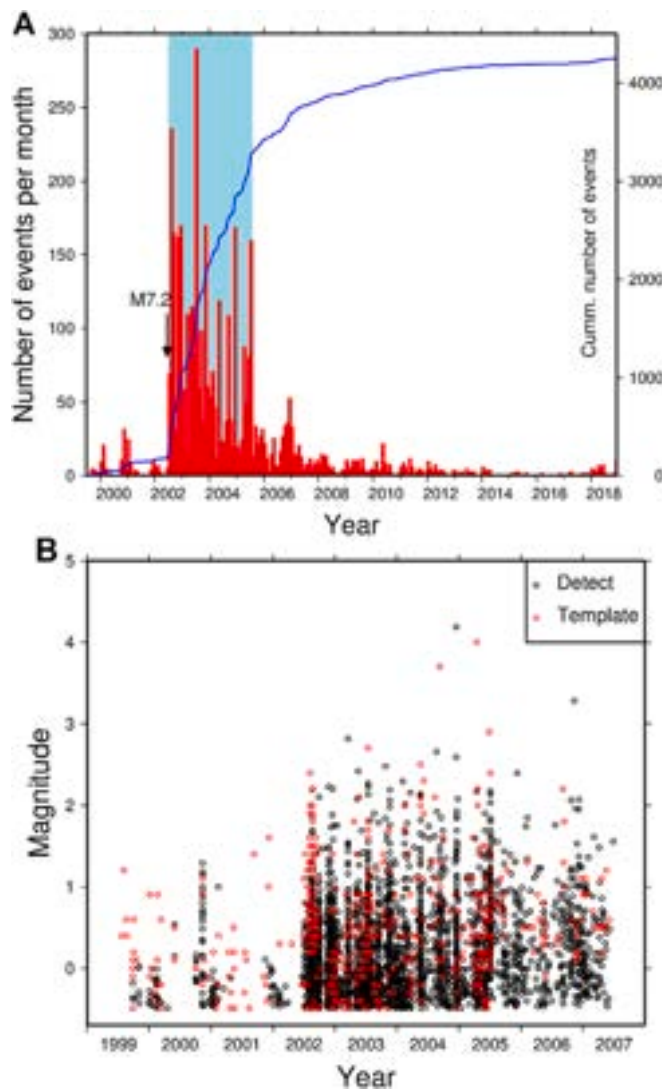 A
300
250
200
150
100
50
0
4000
3000
2000
1000
0
Number of events per month
Cumm. number of events
M7.2
2000 2002 2004 2006 2008 2010 2012 2014 2016 2018
Year
B
5
4
3
2
1
0
Magnitude
Detect
Template
1999 2000 2001 2002 2003 2004 2005 2006 2007
Year